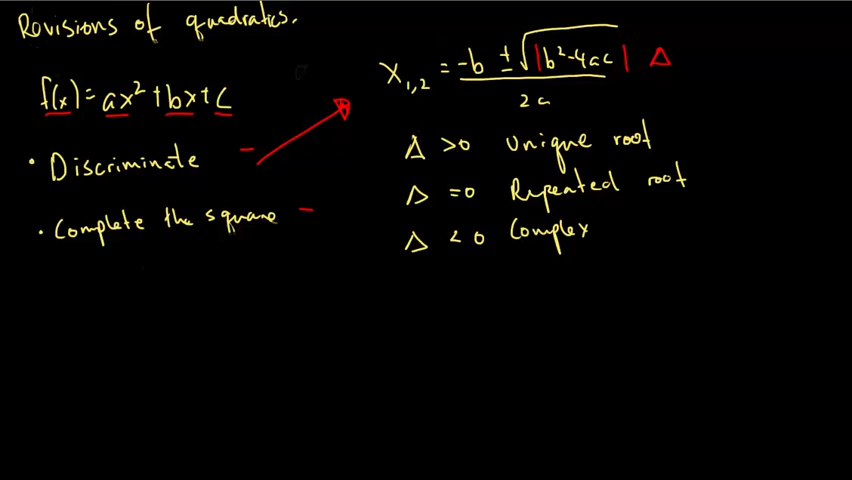 Revisions of quadratics.
f(x) = ax² + bx + c
• Discriminate –
• Complete the square –
X₁,₂ = (-b ± √|b²-4ac|) / 2a Δ
Δ >0 Unique root
Δ =0 Repeated root
Δ <0 Complex